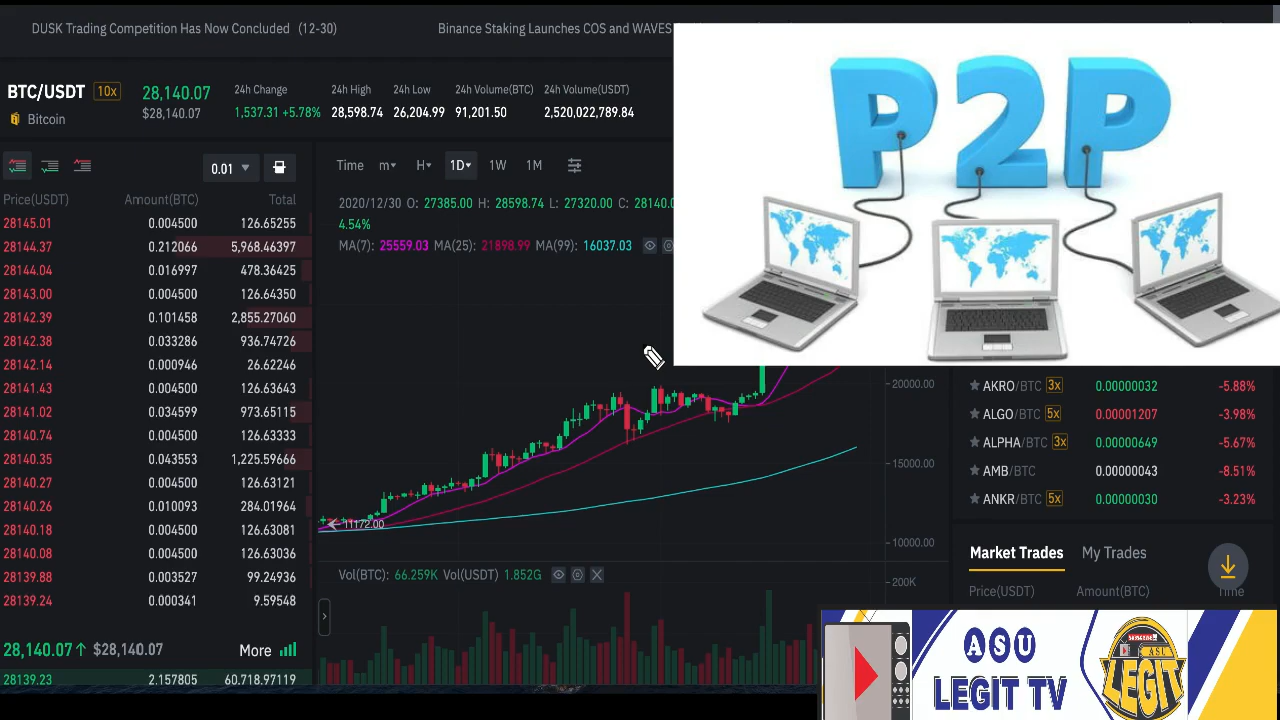 DUSK Trading Competition Has Now Concluded (12-30)
Binance Staking Launches COS and WAVES
BTC/USDT 10x
Bitcoin
28,140.07
$28,140.07
24h Change
1,537.31 +5.78%
24h High
28,598.74
24h Low
26,204.99
24h Volume(BTC)
91,201.50
24h Volume(USDT)
2,520,022,789.84
P2P
0.01
Price(USDT) Amount(BTC) Total
28145.01 0.004500 126.65255
28144.37 0.212066 5,968.46397
28144.04 0.016997 478.36425
28143.00 0.004500 126.64350
28142.39 0.101458 2,855.27060
28142.38 0.033286 936.74726
28142.14 0.000946 26.62246
28141.43 0.004500 126.63643
28141.02 0.034599 973.65115
28140.74 0.004500 126.63333
28140.35 0.043553 1,225.59666
28140.27 0.004500 126.63121
28140.26 0.010093 284.01964
28140.18 0.004500 126.63081
28140.08 0.004500 126.63036
28139.88 0.003527 99.24936
28139.24 0.000341 9.59548
28,140.07↑ $28,140.07 More
28139.23 2.157805 60,718.97119
Time m H 1D 1W 1M
2020/12/30 O: 27385.00 H: 28598.74 L: 27320.00 C: 28140.0
4.54%
MA(7): 25559.03 MA(25): 21898.99 MA(99): 16037.03
20000.00
15000.00
10000.00
11172.00
Vol(BTC): 66.259K Vol(USDT) 1.852G
200K
AKRO/BTC 3x 0.00000032 -5.88%
ALGO/BTC 5x 0.00001207 -3.98%
ALPHA/BTC 3x 0.00000649 -5.67%
AMB/BTC 0.00000043 -8.51%
ANKR/BTC 5x 0.00000030 -3.23%
Market Trades My Trades
Price(USDT) Amount(BTC) Time
ASU
LEGIT TV
SUBSCRIBE
ASU
LEGIT